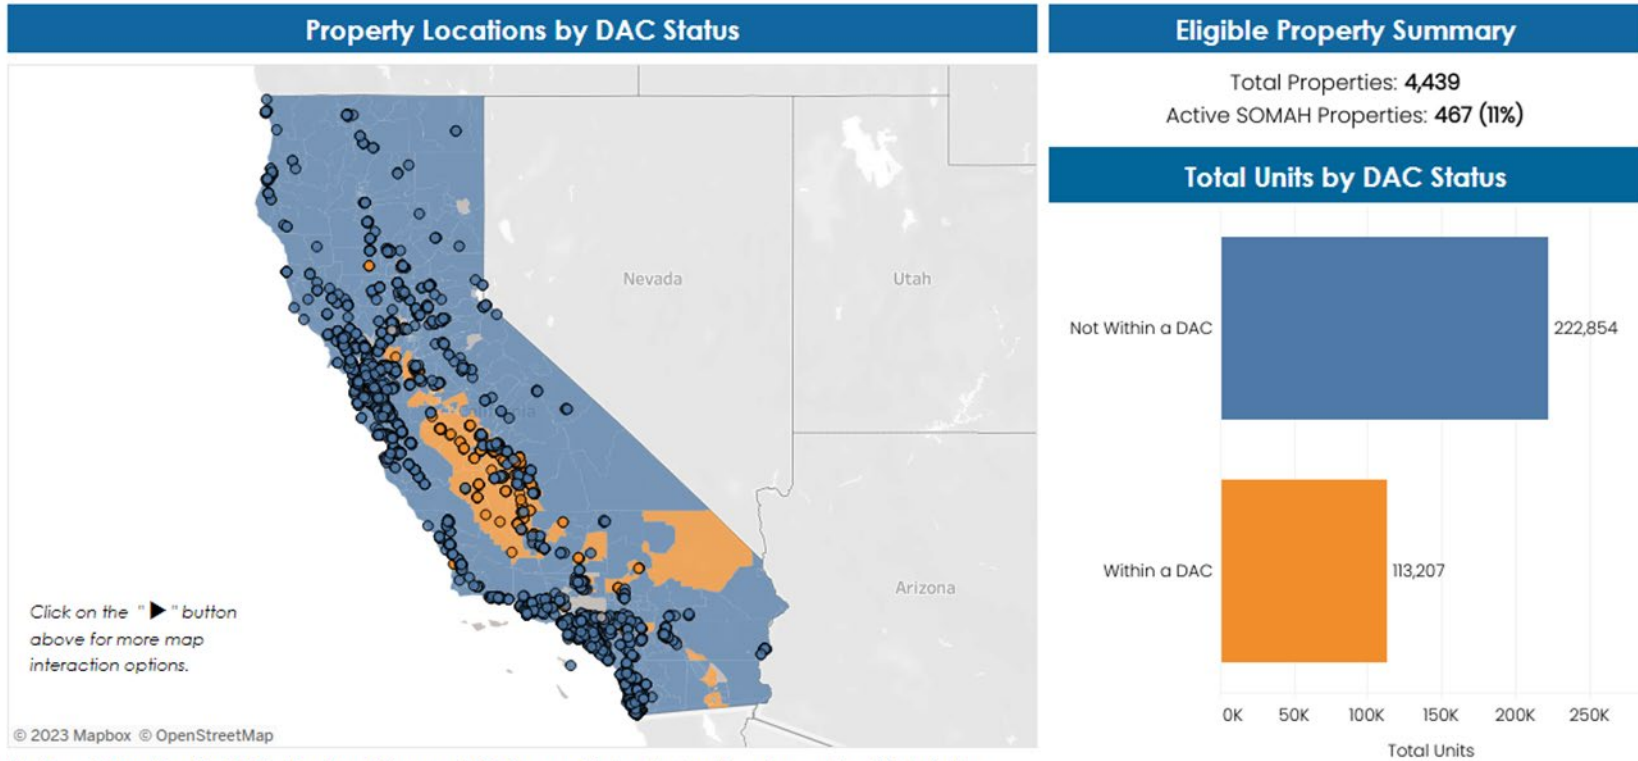 Property Locations by DAC Status
Nevada
Utah
California
Arizona
Click on the "▶" button
above for more map
interaction options.
© 2023 Mapbox © OpenStreetMap
Eligible Property Summary
Total Properties: 4,439
Active SOMAH Properties: 467 (11%)
Total Units by DAC Status
Not Within a DAC
222,854
Within a DAC
113,207
0K 50K 100K 150K 200K 250K
Total Units